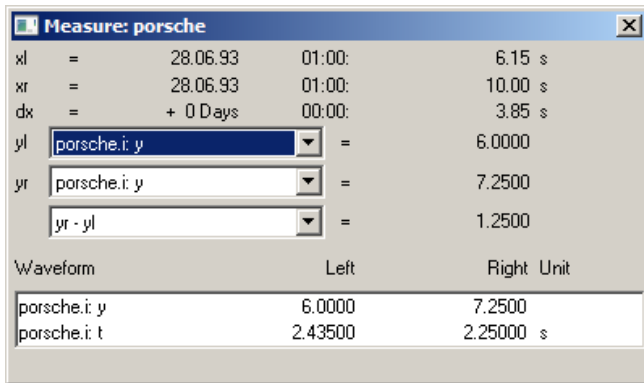 Measure: porsche
xl = 28.06.93 01:00: 6.15 s
xr = 28.06.93 01:00: 10.00 s
dx = + 0 Days 00:00: 3.85 s
yl porsche.i: y = 6.0000
yr porsche.i: y = 7.2500
yr - yl = 1.2500
Waveform Left Right Unit
porsche.i: y 6.0000 7.2500
porsche.i: t 2.43500 2.25000 s